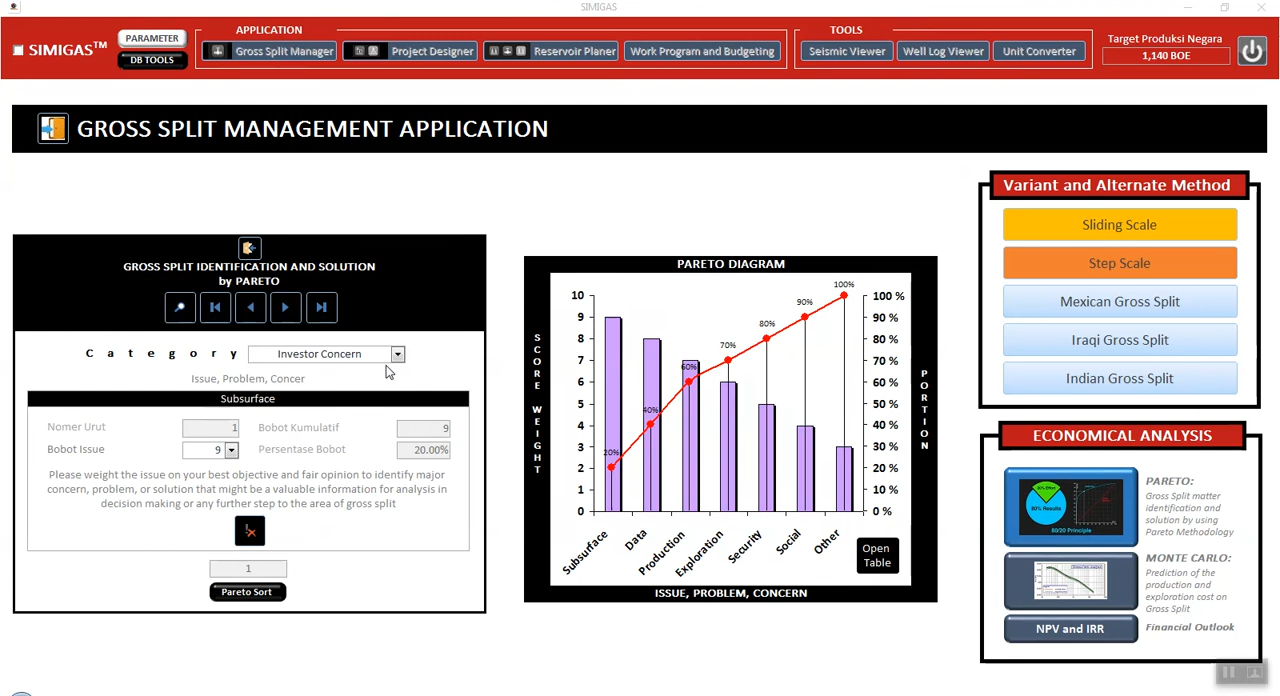 SIMIGAS
SIMIGAS™
PARAMETER
DB TOOLS
APPLICATION
Gross Split Manager
Project Designer
Reservoir Planer
Work Program and Budgeting
TOOLS
Seismic Viewer
Well Log Viewer
Unit Converter
Target Produksi Negara
1,140 BOE
GROSS SPLIT MANAGEMENT APPLICATION
GROSS SPLIT IDENTIFICATION AND SOLUTION
by PARETO
Category
Investor Concern
Issue, Problem, Concer
Subsurface
Nomer Urut 1
Bobot Kumulatif 9
Bobot Issue 9
Persentase Bobot 20.00%
Please weight the issue on your best objective and fair opinion to identify major
concern, problem, or solution that might be a valuable information for analysis in
decision making or any further step to the area of gross split
1
Pareto Sort
PARETO DIAGRAM
SCORE WEIGHT
10
9
8
7
6
5
4
3
2
1
0
20%
40%
60%
70%
80%
90%
100%
100 %
90 %
80 %
70 %
60 %
50 %
40 %
30 %
20 %
10 %
0 %
PORTION
Subsurface
Data
Production
Exploration
Security
Social
Other
Open
Table
ISSUE, PROBLEM, CONCERN
Variant and Alternate Method
Sliding Scale
Step Scale
Mexican Gross Split
Iraqi Gross Split
Indian Gross Split
ECONOMICAL ANALYSIS
20% Effort
80% Results
80/20 Principle
PARETO:
Gross Split matter
identification and
solution by using
Pareto Methodology
MONTE CARLO:
Prediction of the
production and
exploration cost on
Gross Split
NPV and IRR
Financial Outlook